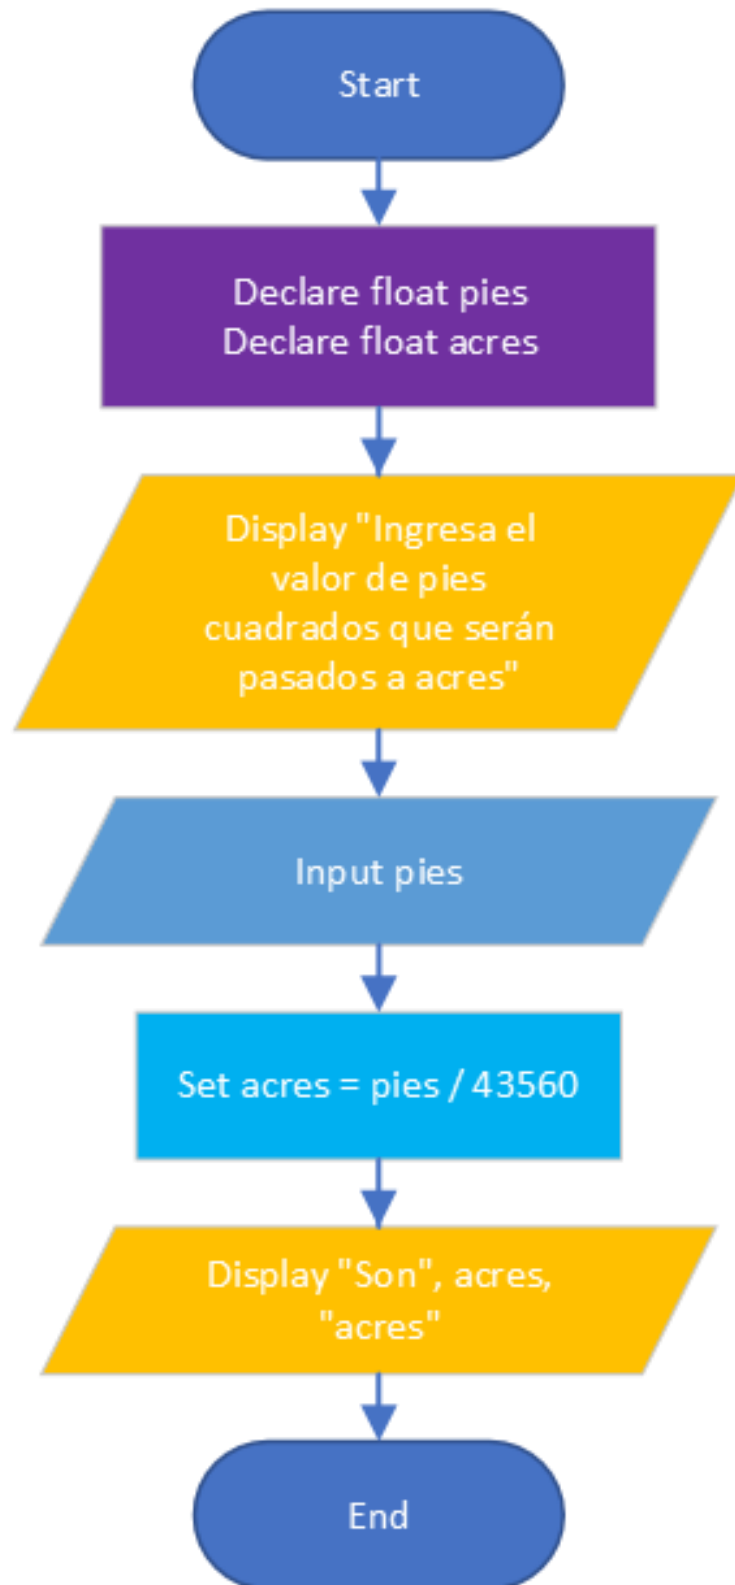 Start
Declare float pies
Declare float acres
Display "Ingresa el
valor de pies
cuadrados que serán
pasados a acres"
Input pies
Set acres = pies / 43560
Display "Son", acres,
"acres"
End